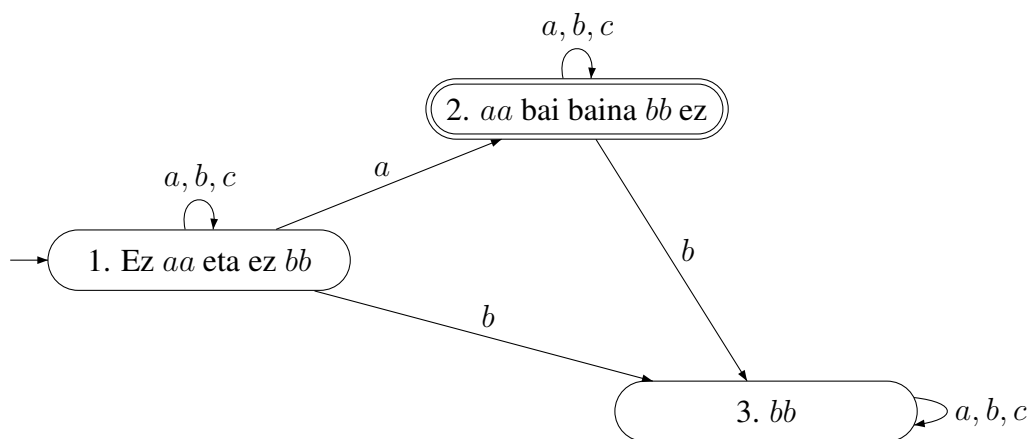 a, b, c
2. aa bai baina bb ez
a
a, b, c
1. Ez aa eta ez bb
b
b
3. bb
a, b, c